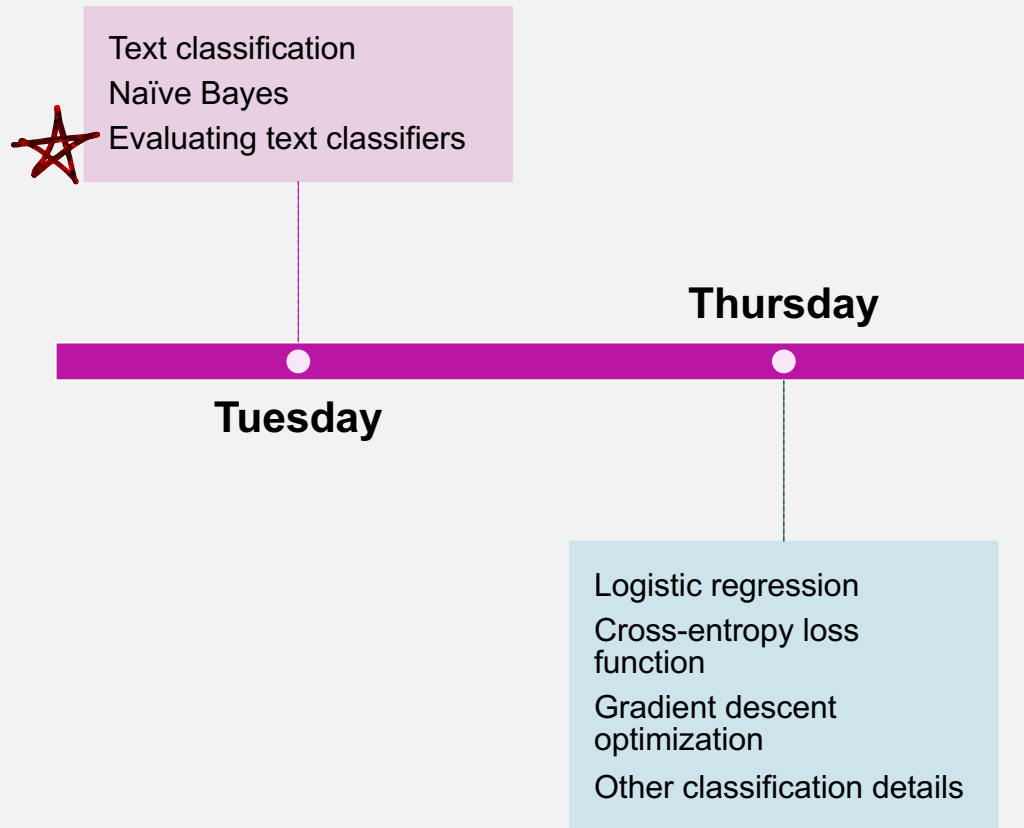 Text classification
Naïve Bayes
Evaluating text classifiers
Thursday
Tuesday
Logistic regression
Cross-entropy loss
function
Gradient descent
optimization
Other classification details